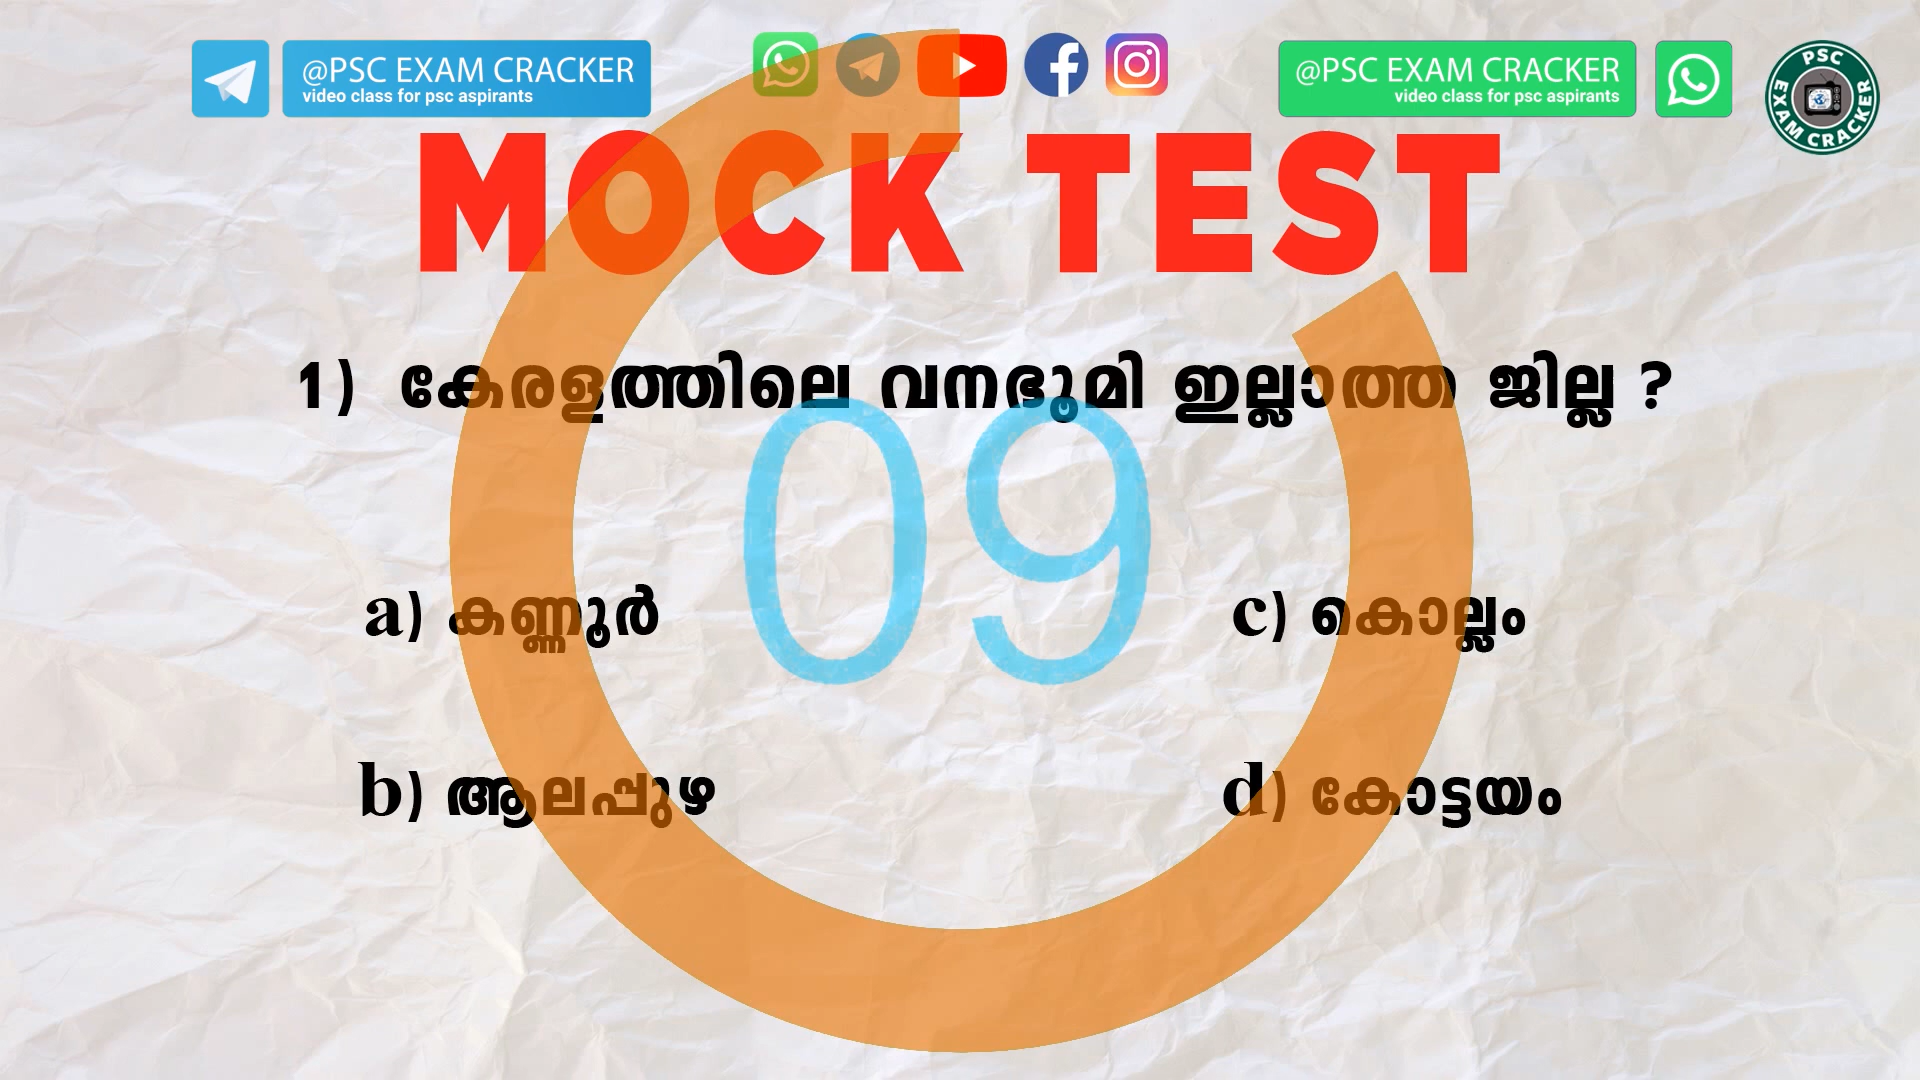 @PSC EXAM CRACKER
video class for psc aspirants
@PSC EXAM CRACKER
video class for psc aspirants
PSC EXAM CRACKER
MOCK TEST
1) കേരളത്തിലെ വനഭൂമി ഇല്ലാത്ത ജില്ല ?
09
a) കണ്ണൂർ
c) കൊല്ലം
b) ആലപ്പുഴ
d) കോട്ടയം